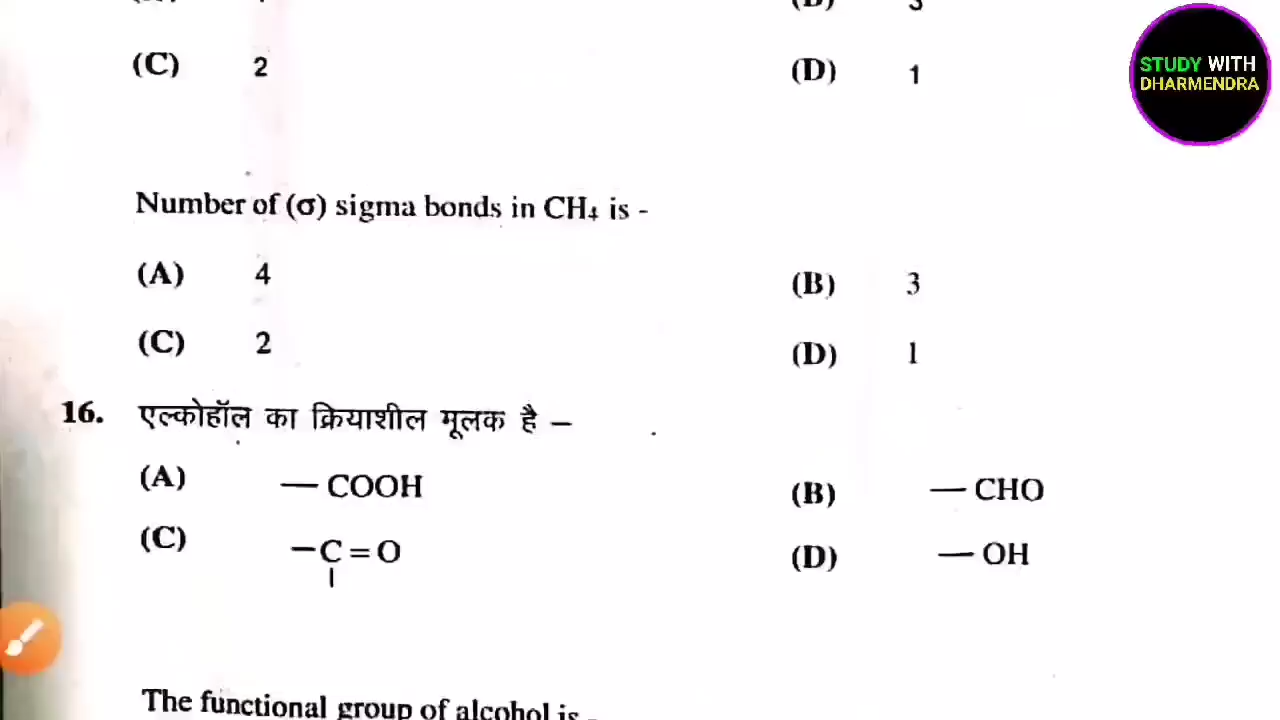 (C) 2 (D) 1
STUDY WITH
DHARMENDRA
Number of (σ) sigma bonds in CH₄ is -
(A) 4 (B) 3
(C) 2 (D) 1
16. एल्कोहॉल का क्रियाशील मूलक है –
(A) — COOH (B) — CHO
(C) –C=O (D) — OH
The functional group of alcohol is -